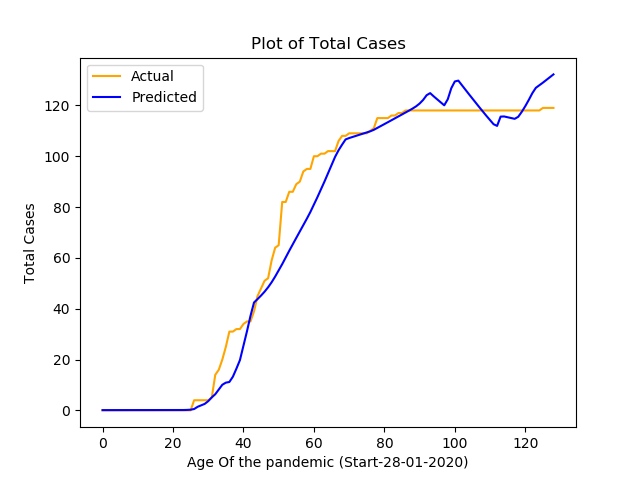 Plot of Total Cases
Actual
Predicted
Total Cases
120
100
80
60
40
20
0
0 20 40 60 80 100 120
Age Of the pandemic (Start-28-01-2020)